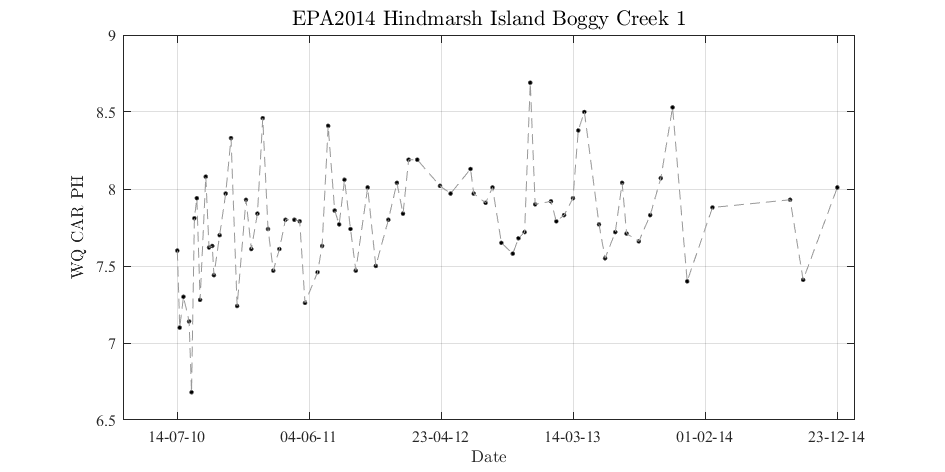 EPA2014 Hindmarsh Island Boggy Creek 1
9
8.5
8
7.5
7
6.5
WQ CAR PH
14-07-10 04-06-11 23-04-12 14-03-13 01-02-14 23-12-14
Date